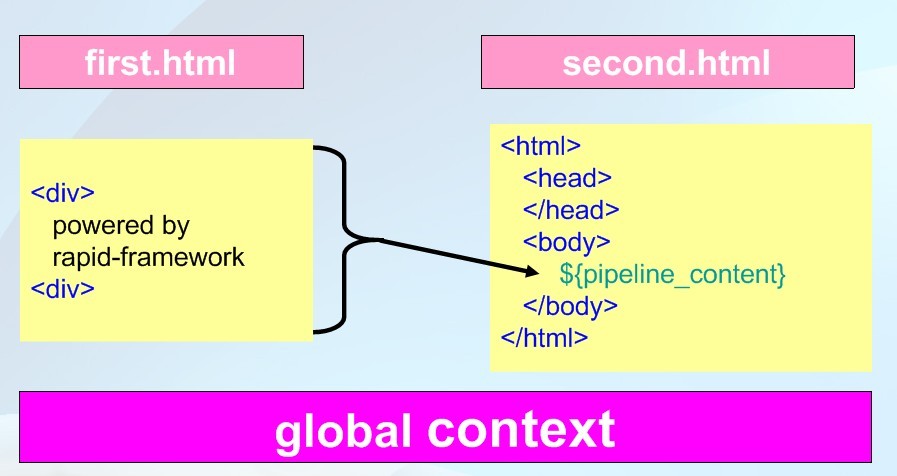 first.html
second.html
<div>
powered by
rapid-framework
<div>
<html>
<head>
</head>
<body>
${pipeline_content}
</body>
</html>
global context